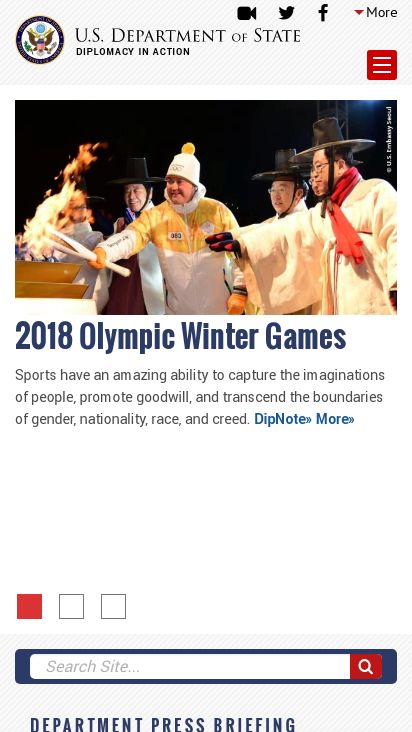 More
U.S. DEPARTMENT OF STATE
DIPLOMACY IN ACTION
© U.S. Embassy Seoul
083
2018 Olympic Winter Games
Sports have an amazing ability to capture the imaginations
of people, promote goodwill, and transcend the boundaries
of gender, nationality, race, and creed. DipNote» More»
Search Site...
DEPARTMENT PRESS BRIEFING